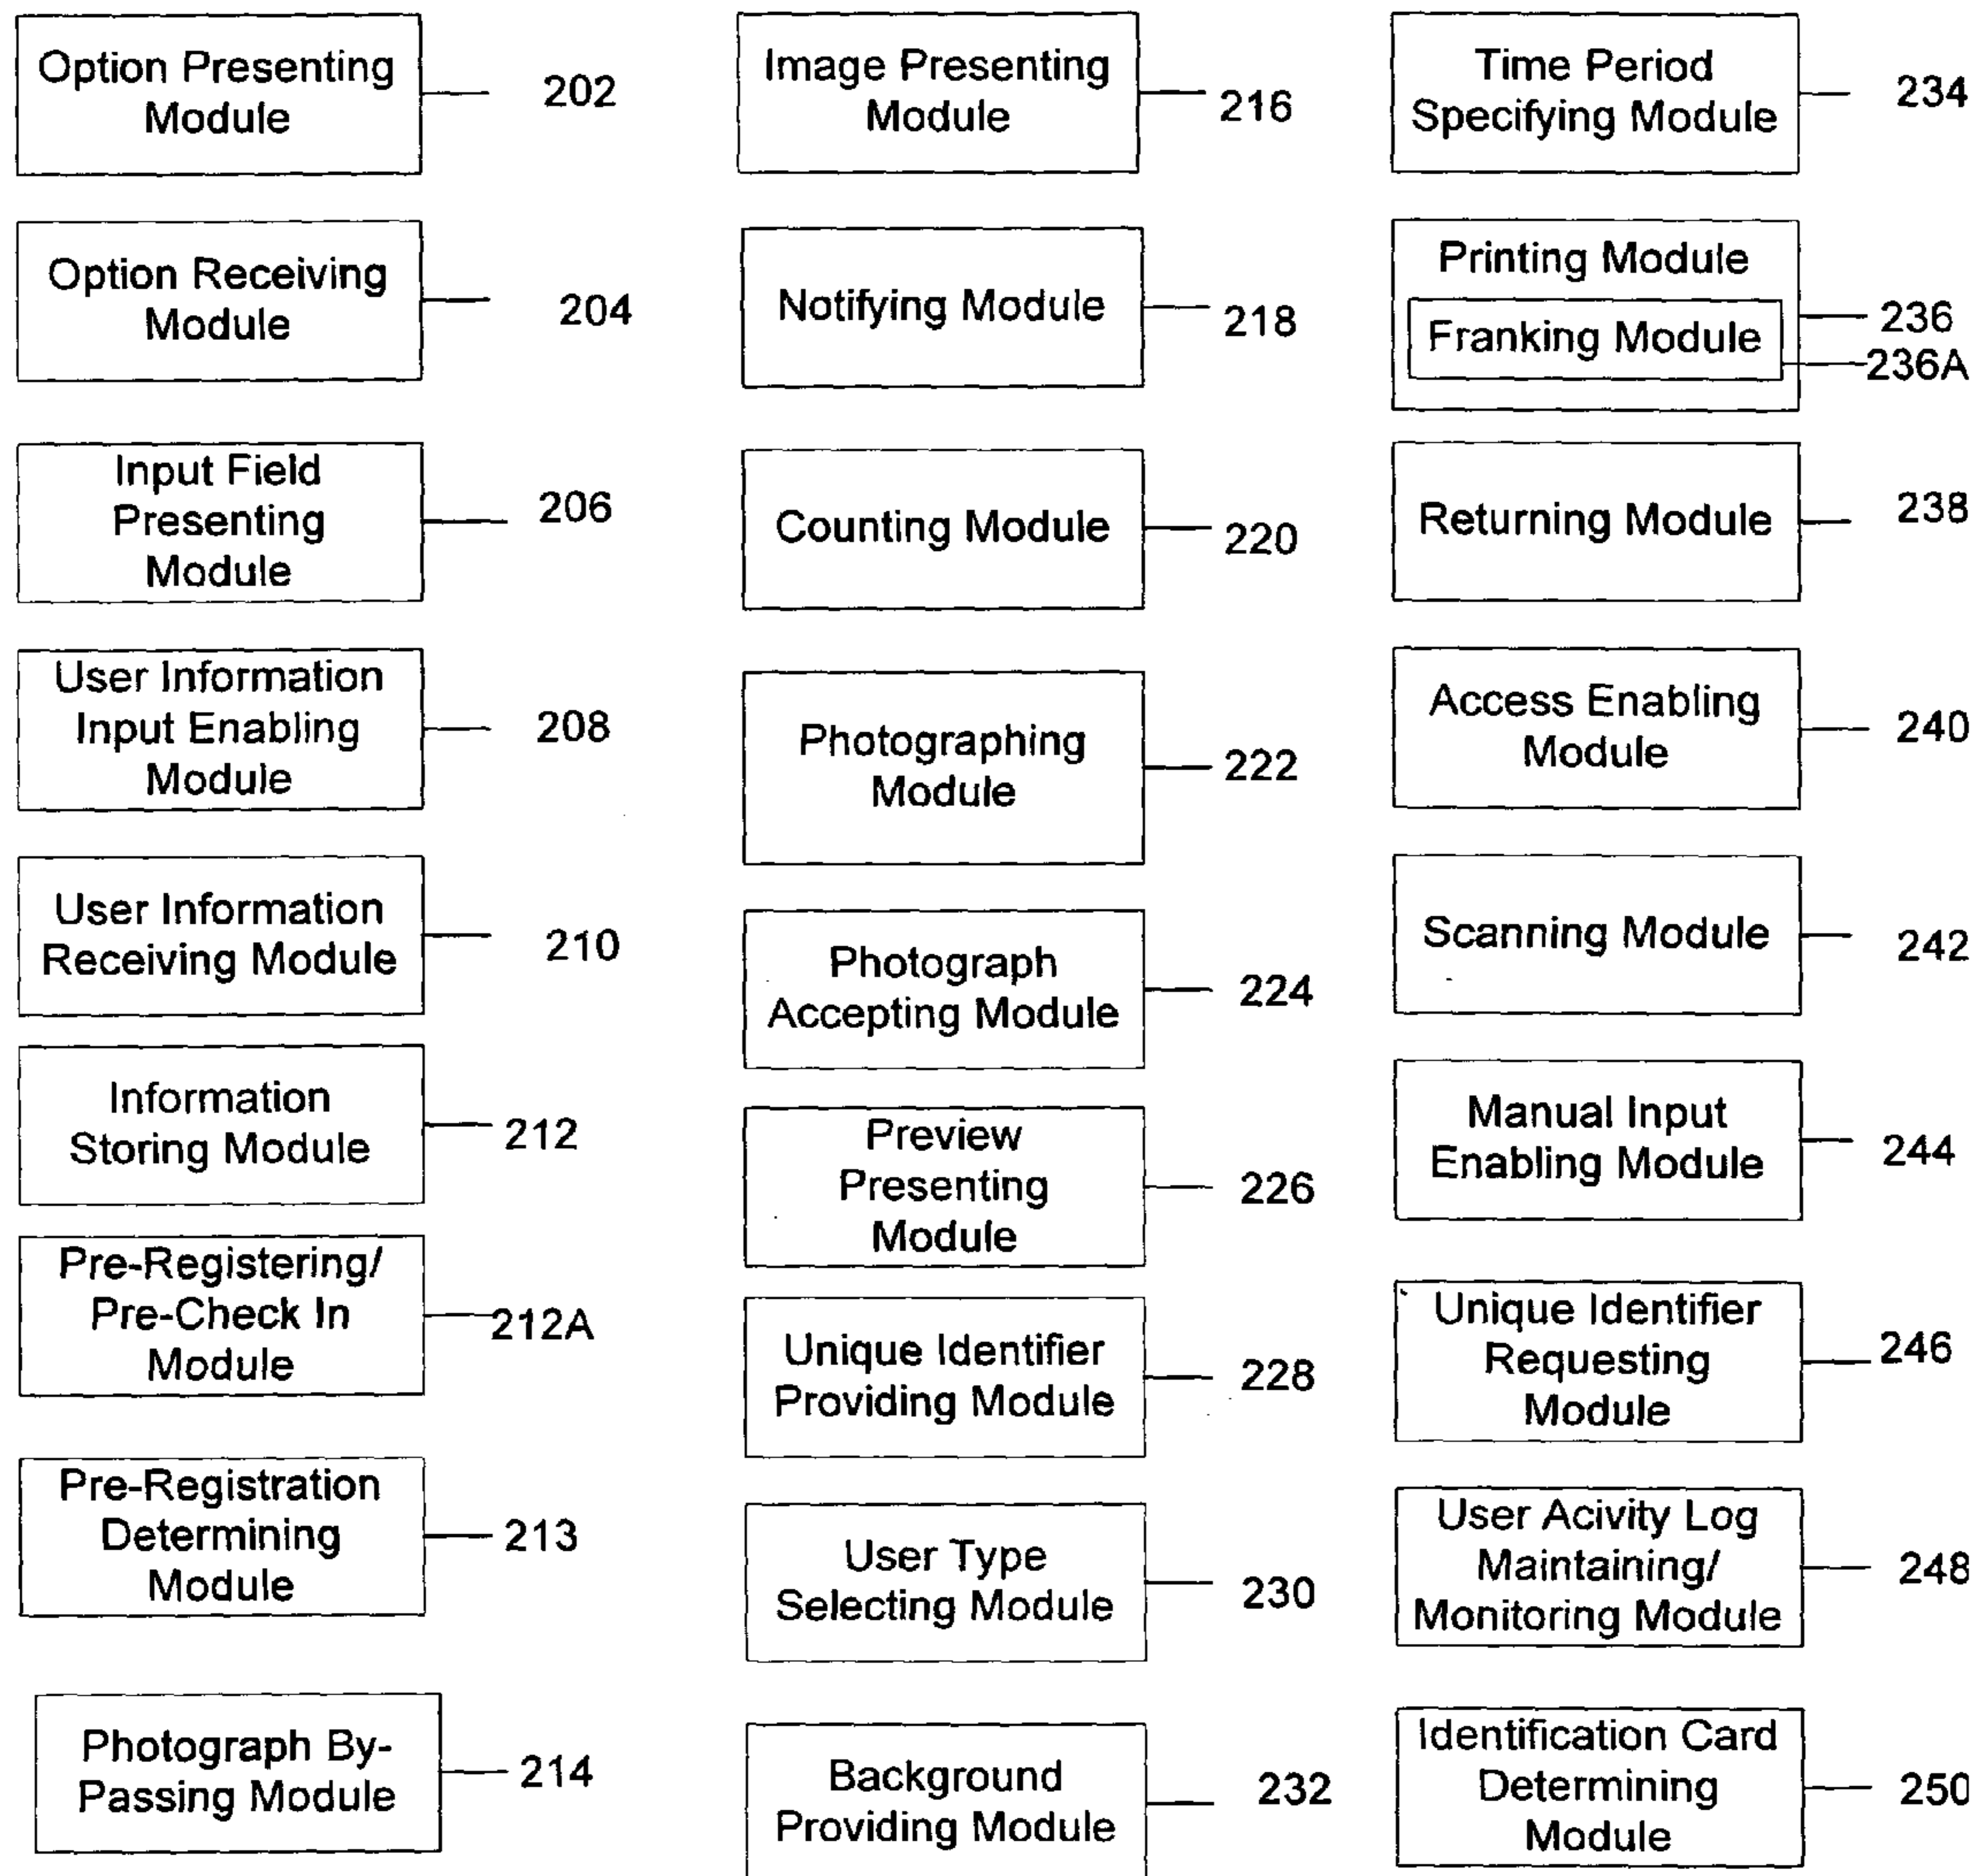 Option Presenting
Module
202
Option Receiving
Module
204
Input Field
Presenting
Module
206
User Information
Input Enabling
Module
208
User Information
Receiving Module
210
Information
Storing Module
212
Pre-Registering/
Pre-Check In
Module
212A
Pre-Registration
Determining
Module
213
Photograph By-
Passing Module
214
Image Presenting
Module
216
Notifying Module
218
Counting Module
220
Photographing
Module
222
Photograph
Accepting Module
224
Preview
Presenting
Module
226
Unique Identifier
Providing Module
228
User Type
Selecting Module
230
Background
Providing Module
232
Time Period
Specifying Module
234
Printing Module
236
Franking Module
236A
Returning Module
238
Access Enabling
Module
240
Scanning Module
242
Manual Input
Enabling Module
244
Unique Identifier
Requesting
Module
246
User Acivity Log
Maintaining/
Monitoring Module
248
Identification Card
Determining
Module
250